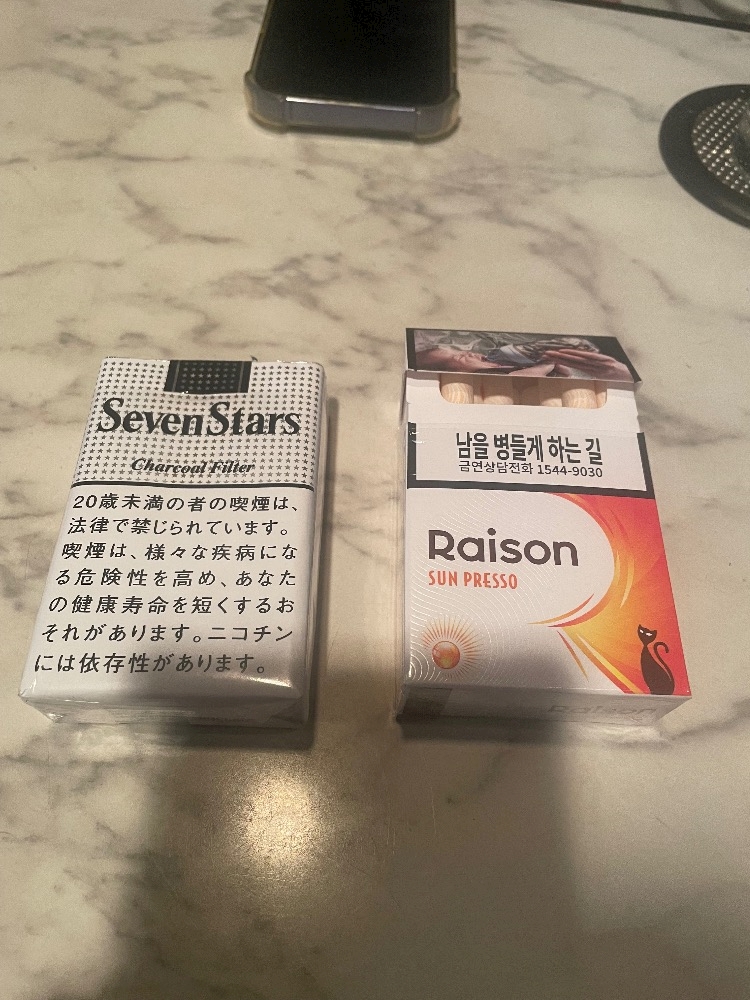 SevenStars
Charcoal Filter
20歳未満の者の喫煙は、
法律で禁じられています。
喫煙は、様々な疾病にな
る危険性を高め、あなた
の健康寿命を短くするお
それがあります。ニコチン
には依存性があります。
남을 병들게 하는 길
금연상담전화 1544-9030
Raison
SUN PRESSO
Raison